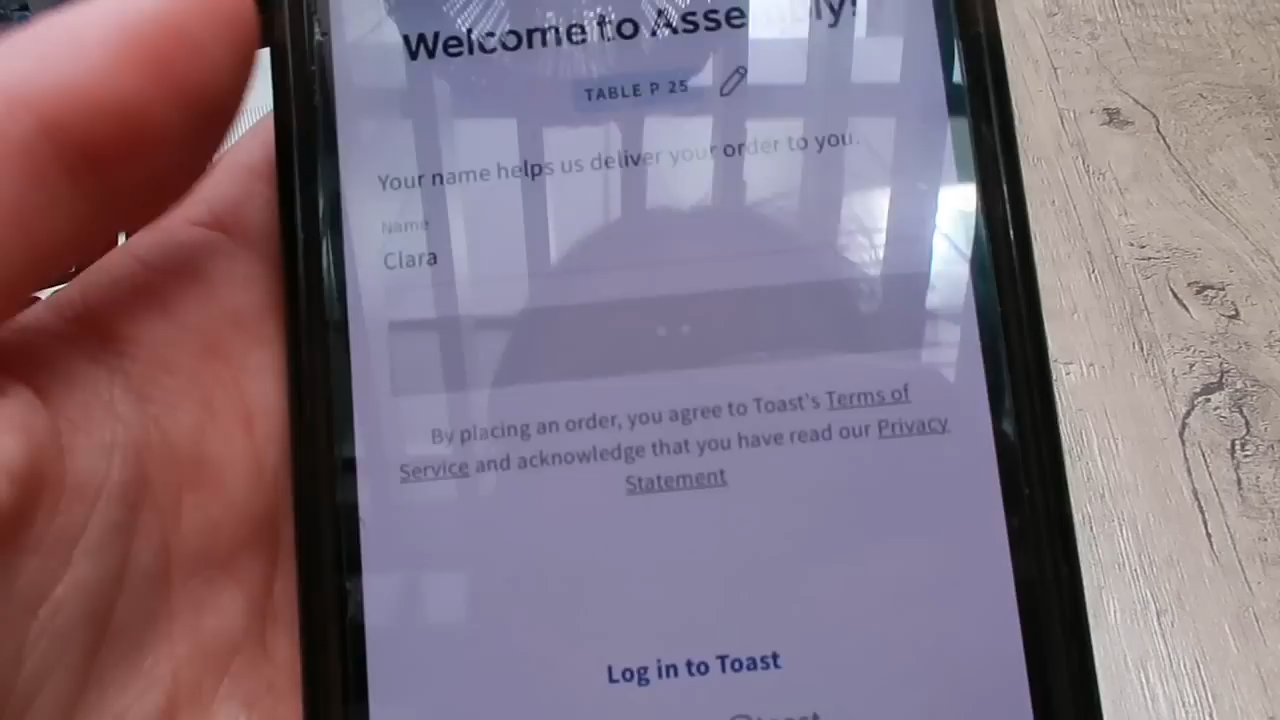 Welcome to Assembly!
TABLE P 25
Your name helps us deliver your order to you.
Name
Clara
By placing an order, you agree to Toast's Terms of
Service and acknowledge that you have read our Privacy
Statement
Log in to Toast
toast